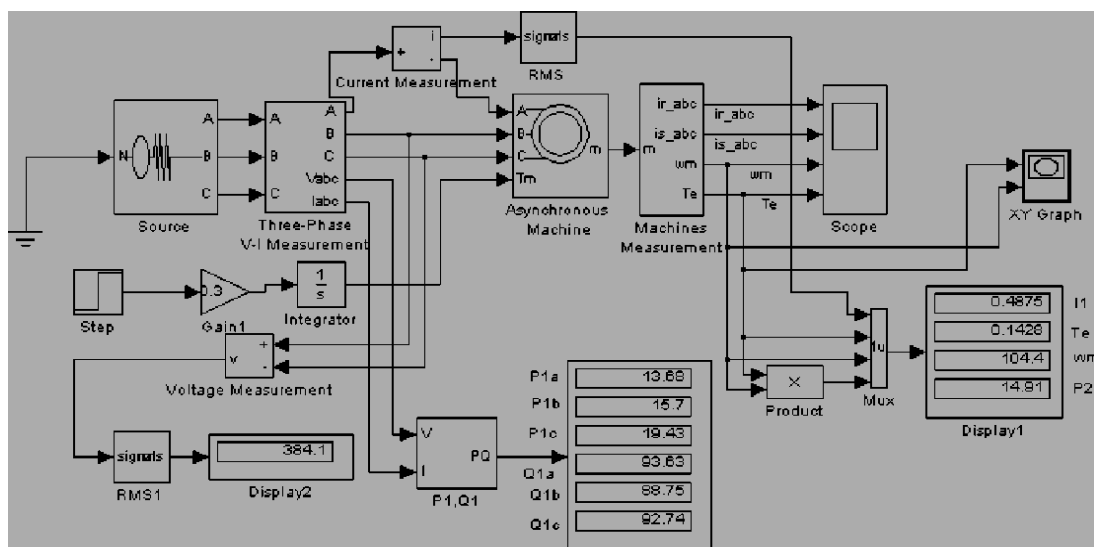 i
+
-
Current Measurement
signals
RMS
N
A
B
C
Source
A
B
C
A
B
C
Vabc
Iabc
Three-Phase
V-I Measurement
A
B
C
Tm
m
Asynchronous
Machine
m
ir_abc
is_abc
wm
Te
Machines
Measurement
ir_abc
is_abc
wm
Te
Scope
XY Graph
Step
0.3
Gain1
1
s
Integrator
+
-
v
Voltage Measurement
signals
RMS1
384.1
Display2
V
I
PQ
P1,Q1
P1a
13.68
P1b
15.7
P1c
19.43
Q1a
93.63
Q1b
88.75
Q1c
92.74
×
Product
Mux
0.4875
I1
0.1428
Te
104.4
wm
14.91
P2
Display1